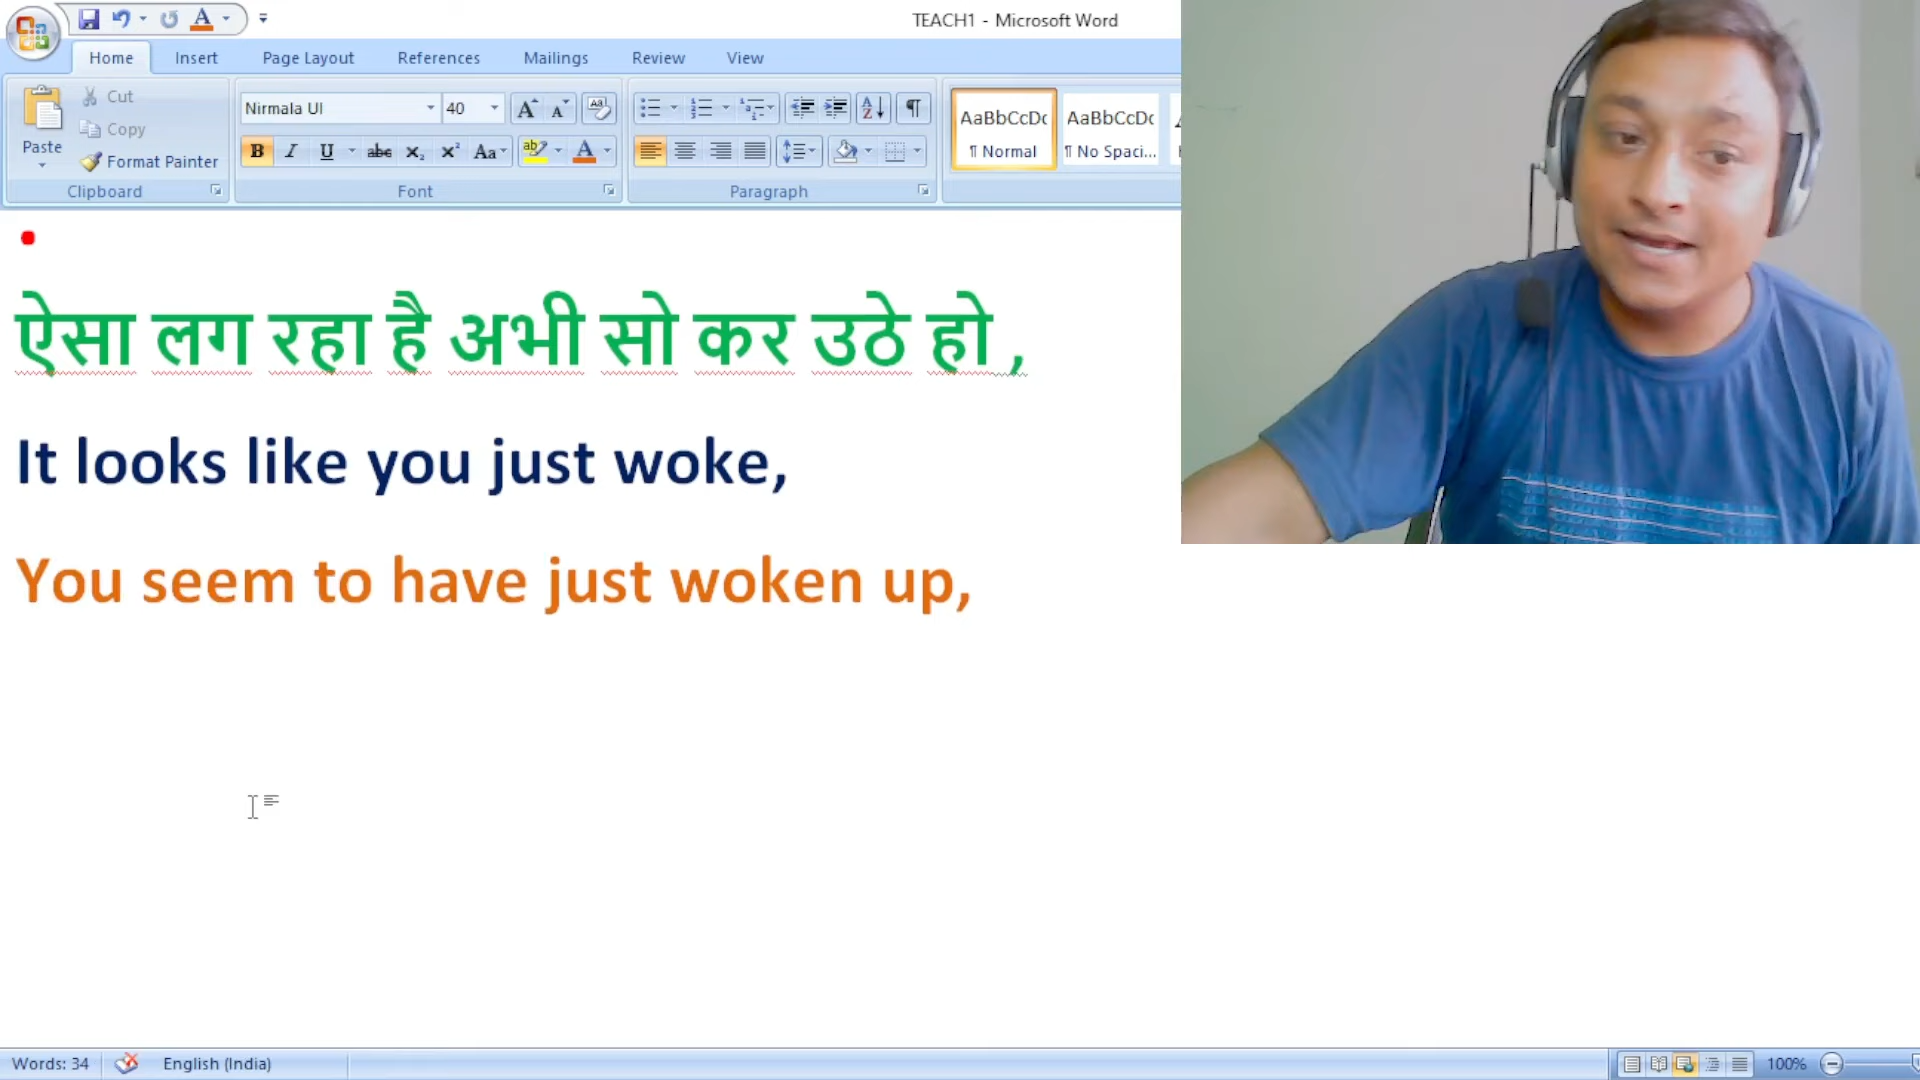 TEACH1 - Microsoft Word
Home Insert Page Layout References Mailings Review View
Paste
Cut
Copy
Format Painter
Clipboard
Nirmala UI 40
Font
Paragraph
AaBbCcDc AaBbCcDc
¶ Normal ¶ No Spaci...
ऐसा लग रहा है अभी सो कर उठे हो ,
It looks like you just woke,
You seem to have just woken up,
Words: 34 English (India) 100%